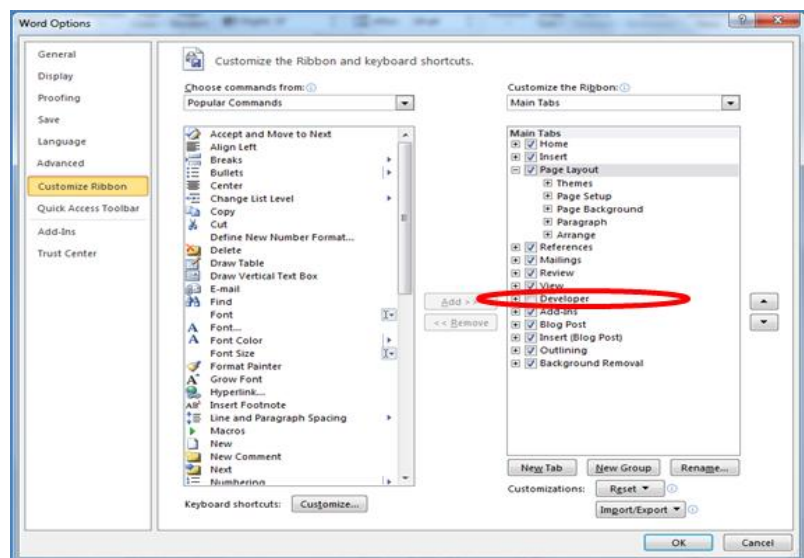 Word Options
General
Display
Proofing
Save
Language
Advanced
Customize Ribbon
Quick Access Toolbar
Add-Ins
Trust Center
Customize the Ribbon and keyboard shortcuts.
Choose commands from:
Popular Commands
Accept and Move to Next
Align Left
Breaks
Bullets
Center
Change List Level
Copy
Cut
Define New Number Format...
Delete
Draw Table
Draw Vertical Text Box
E-mail
Find
Font
Font...
Font Color
Font Size
Format Painter
Grow Font
Hyperlink...
Insert Footnote
Line and Paragraph Spacing
Macros
New
New Comment
Next
Numbering
Keyboard shortcuts: Customize...
Add >>
<< Remove
Customize the Ribbon:
Main Tabs
Main Tabs
Home
Insert
Page Layout
Themes
Page Setup
Page Background
Paragraph
Arrange
References
Mailings
Review
View
Developer
Add-Ins
Blog Post
Insert (Blog Post)
Outlining
Background Removal
New Tab New Group Rename...
Customizations: Reset
Import/Export
OK Cancel